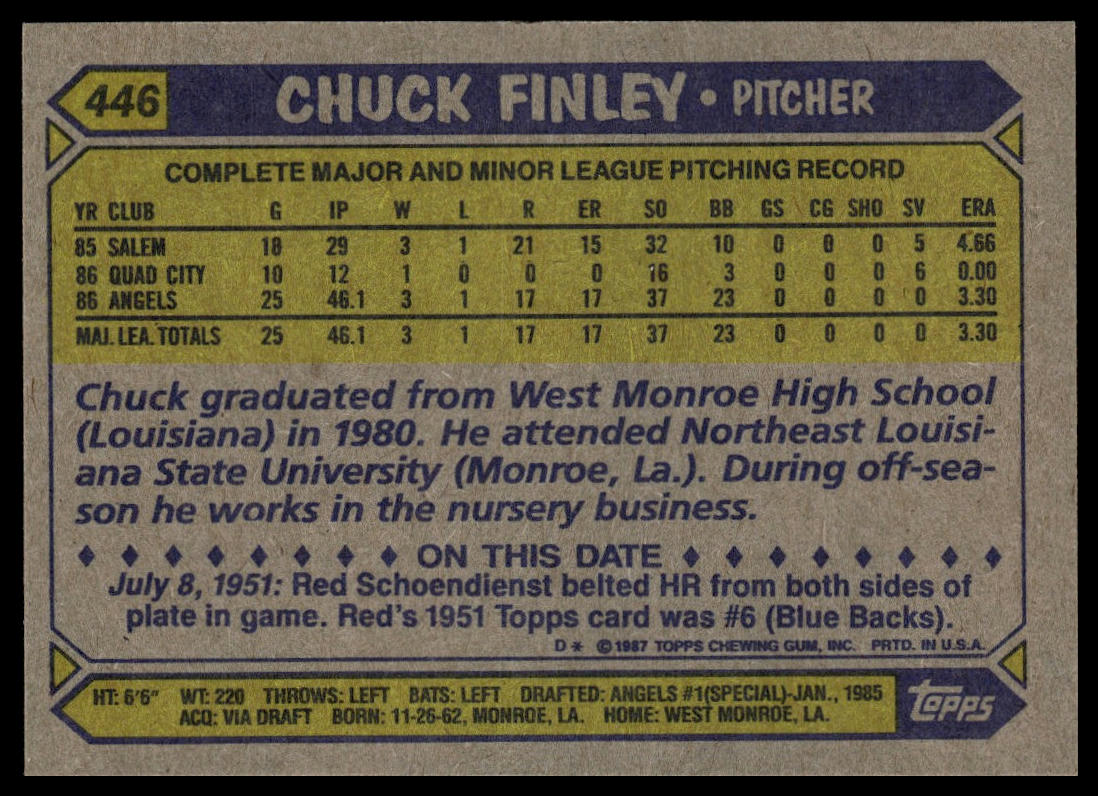 446 CHUCK FINLEY • PITCHER
COMPLETE MAJOR AND MINOR LEAGUE PITCHING RECORD
YR CLUB G IP W L R ER SO BB GS CG SHO SV ERA
85 SALEM 18 29 3 1 21 15 32 10 0 0 0 5 4.66
86 QUAD CITY 10 12 1 0 0 0 16 3 0 0 0 6 0.00
86 ANGELS 25 46.1 3 1 17 17 37 23 0 0 0 0 3.30
MAJ. LEA. TOTALS 25 46.1 3 1 17 17 37 23 0 0 0 0 3.30
Chuck graduated from West Monroe High School
(Louisiana) in 1980. He attended Northeast Louisi-
ana State University (Monroe, La.). During off-sea-
son he works in the nursery business.
ON THIS DATE
July 8, 1951: Red Schoendienst belted HR from both sides of
plate in game. Red's 1951 Topps card was #6 (Blue Backs).
D* ©1987 TOPPS CHEWING GUM, INC. PRTD. IN U.S.A.
HT: 6'6" WT: 220 THROWS: LEFT BATS: LEFT DRAFTED: ANGELS #1(SPECIAL)-JAN., 1985
ACQ: VIA DRAFT BORN: 11-26-62, MONROE, LA. HOME: WEST MONROE, LA.
topps